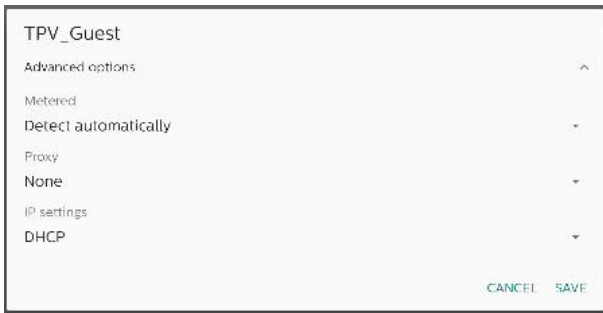 TPV_Guest
Advanced options
Metered
Detect automatically
Proxy
None
IP settings
DHCP
CANCEL SAVE